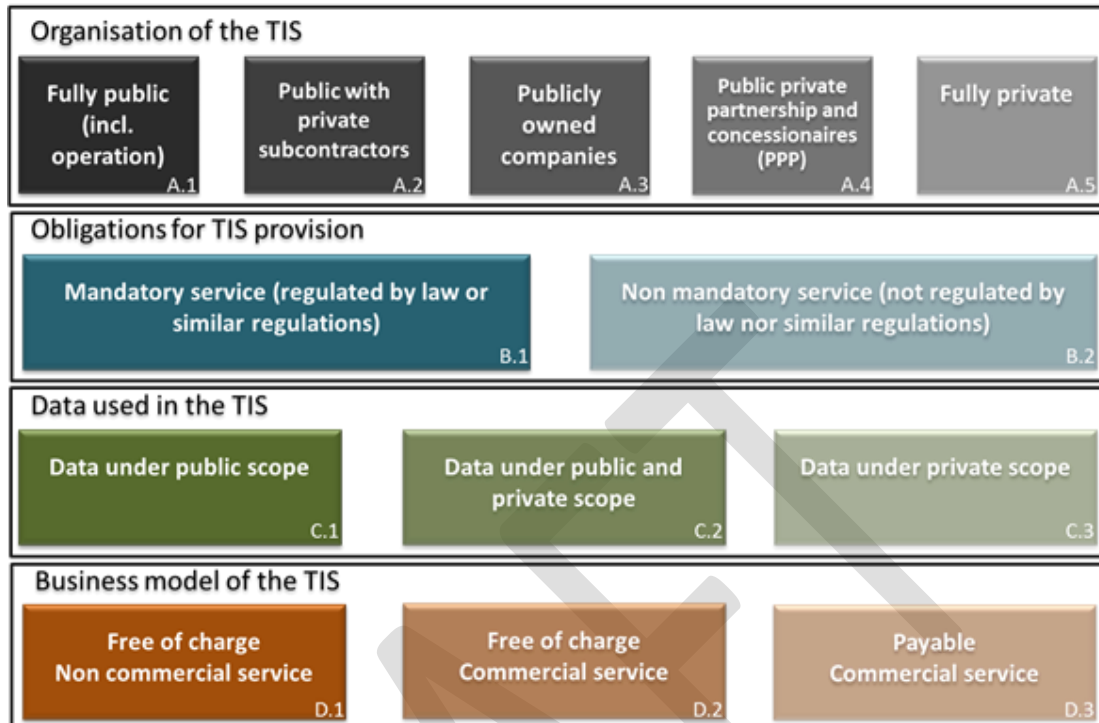 Organisation of the TIS
Fully public
(incl.
operation)
A.1
Public with
private
subcontractors
A.2
Publicly
owned
companies
A.3
Public private
partnership and
concessionaires
(PPP)
A.4
Fully private
A.5
Obligations for TIS provision
Mandatory service (regulated by law or
similar regulations)
B.1
Non mandatory service (not regulated by
law nor similar regulations)
B.2
Data used in the TIS
Data under public scope
C.1
Data under public and
private scope
C.2
Data under private scope
C.3
Business model of the TIS
Free of charge
Non commercial service
D.1
Free of charge
Commercial service
D.2
Payable
Commercial service
D.3